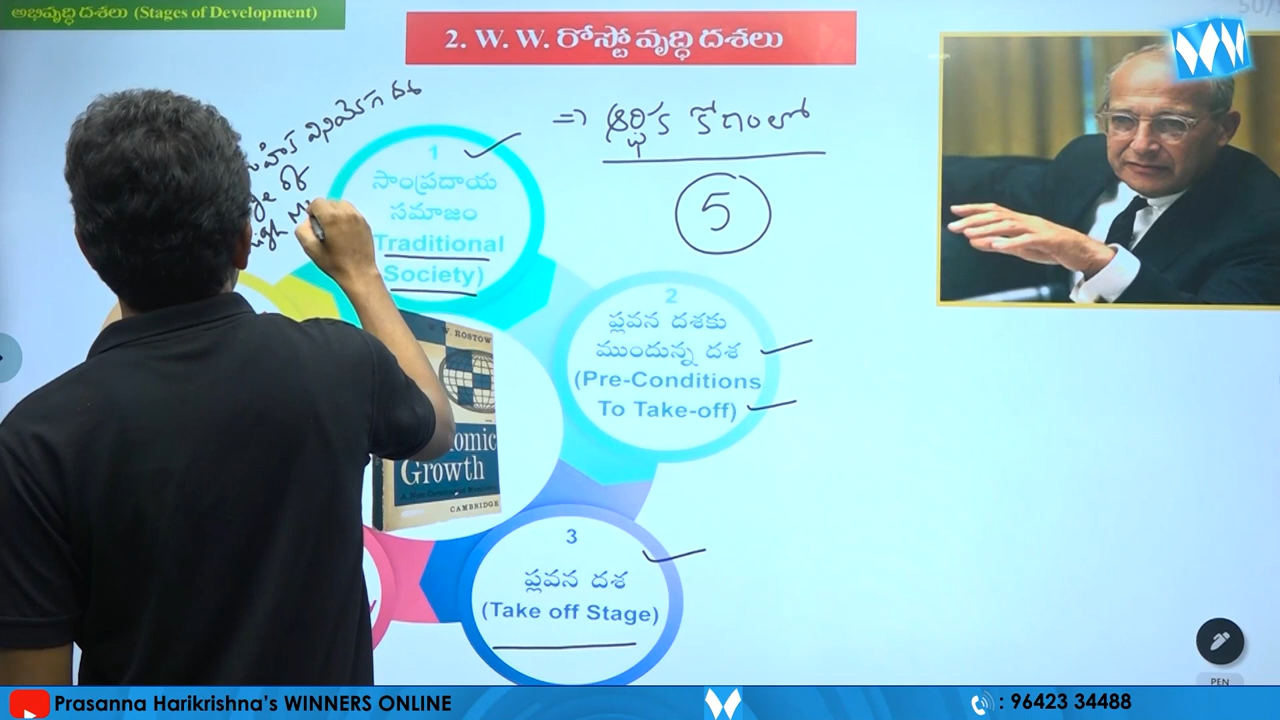 అభివృద్ధి దశలు (Stages of Development)
2. W. W. రోస్టో వృద్ధి దశలు
50/
వినియోగ దశ
⇒ ఆర్థిక కోణంలో
5
1
సాంప్రదాయ
సమాజం
Traditional
Society)
2
ప్లవన దశకు
ముందున్న దశ
(Pre-Conditions
To Take-off)
ROSTOW
Growth
CAMBRIDGE
3
ప్లవన దశ
(Take off Stage)
PEN
Prasanna Harikrishna's WINNERS ONLINE
: 96423 34488